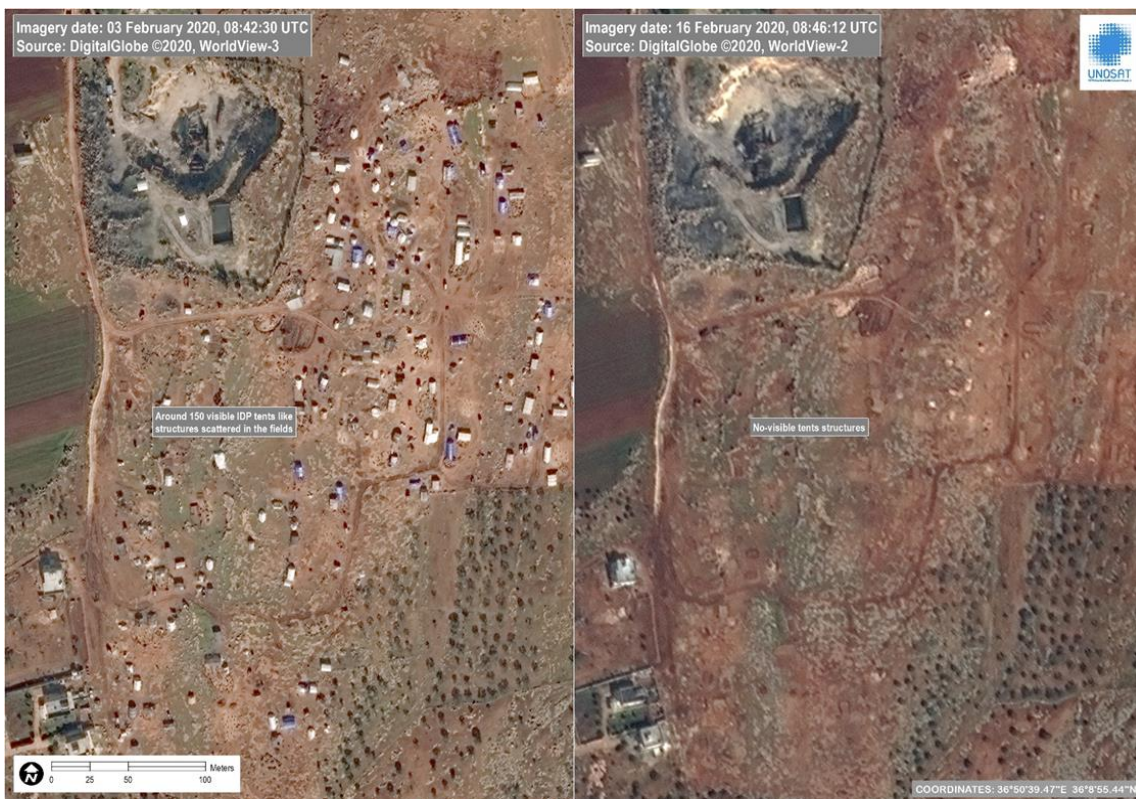 Imagery date: 03 February 2020, 08:42:30 UTC
Source: DigitalGlobe ©2020, WorldView-3
Imagery date: 16 February 2020, 08:46:12 UTC
Source: DigitalGlobe ©2020, WorldView-2
UNOSAT
Around 150 visible IDP tents like
structures scattered in the fields
No-visible tents structures
N
0 25 50 100 Meters
COORDINATES: 36°50'39.47"E 36°8'55.44"N